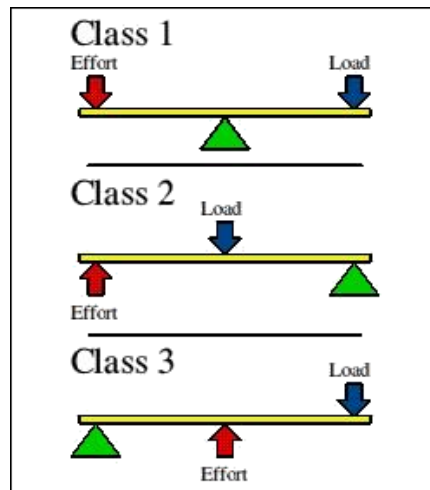 Class 1
Effort Load
Class 2
Load
Effort
Class 3
Load
Effort